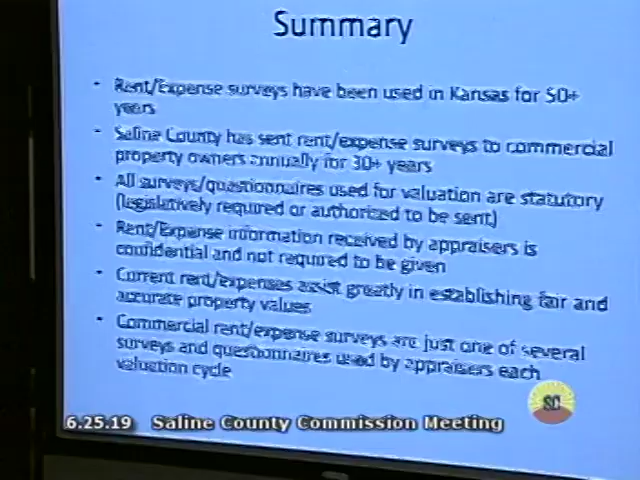 Summary
• Rent/Expense surveys have been used in Kansas for 50+
years
• Saline County has sent rent/expense surveys to commercial
property owners annually for 30+ years
• All surveys/questionnaires used for valuation are statutory
(legislatively required or authorized to be sent)
• Rent/Expense information received by appraisers is
confidential and not required to be given
• Current rent/expenses assist greatly in establishing fair and
accurate property values
• Commercial rent/expense surveys are just one of several
surveys and questionnaires used by appraisers each
valuation cycle
SC
6.25.19 Saline County Commission Meeting